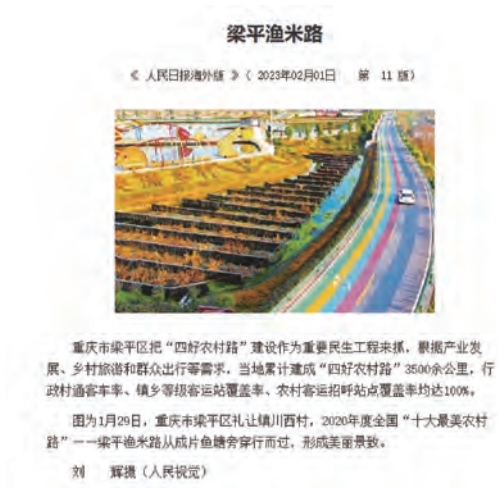 梁平渔米路
《 人民日报海外版 》（ 2023年02月01日 第 11 版）
重庆市梁平区把“四好农村路”建设作为重要民生工程来抓，根据产业发
展、乡村旅游和群众出行等需求，当地累计建成“四好农村路”3500余公里，行
政村通客车率、镇乡等级客运站覆盖率、农村客运招呼站点覆盖率均达100%。
图为1月29日，重庆市梁平区礼让镇川西村，2020年度全国“十大最美农村
路”——梁平渔米路从成片鱼塘旁穿行而过，形成美丽景致。
刘 辉摄（人民视觉）